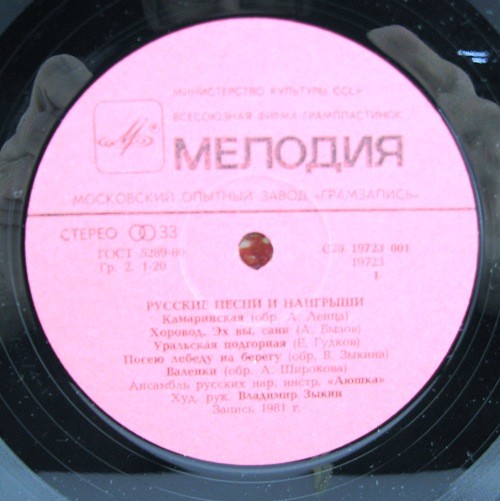 МИНИСТЕРСТВО КУЛЬТУРЫ СССР
ВСЕСОЮЗНАЯ ФИРМА ГРАМПЛАСТИНОК
МЕЛОДИЯ
МОСКОВСКИЙ ОПЫТНЫЙ ЗАВОД «ГРАМЗАПИСЬ»
СТЕРЕО 33
ГОСТ 5289-80
Гр. 2. 1-20
С20 19723 001
19723
1
РУССКИЕ ПЕСНИ И НАИГРЫШИ
Камаринская (обр. А. Ленца)
Хоровод, Эх вы, сани (А. Бызов)
Уральская подгорная (Е. Гудков)
Посею лебеду на берегу (обр. В. Зыкина)
Валенки (обр. А. Широкова)
Ансамбль русских нар. инстр. «Аюшка»
Худ. рук. Владимир Зыкин
Запись 1981 г.